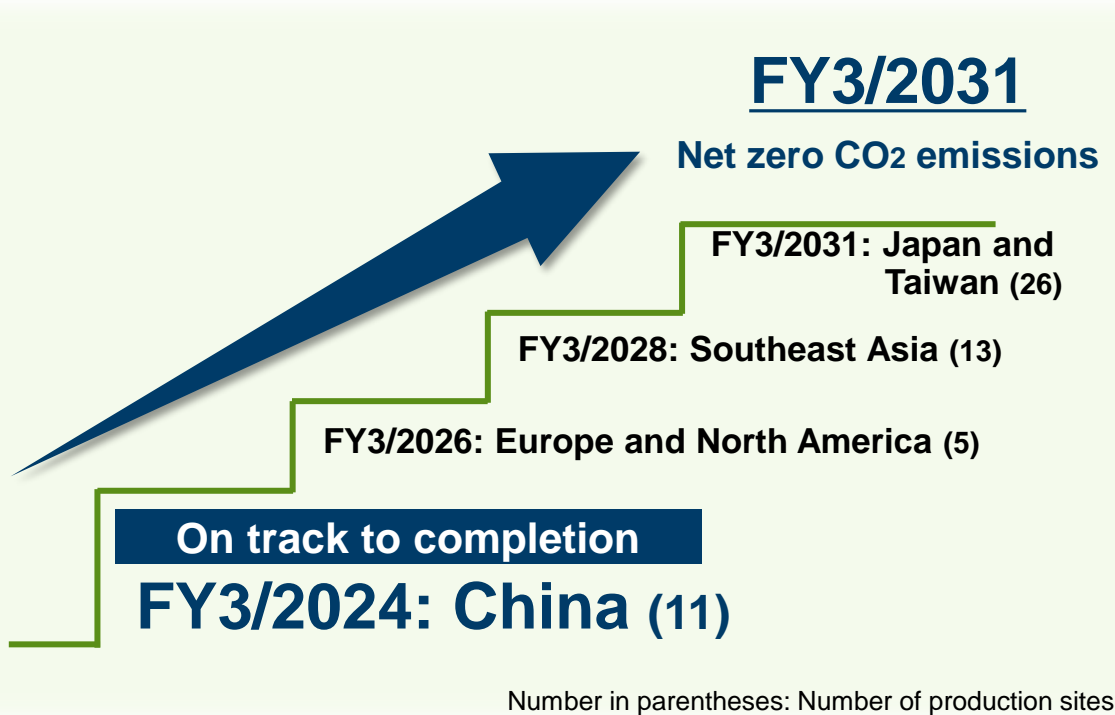 FY3/2031
Net zero CO2 emissions
FY3/2031: Japan and
Taiwan (26)
FY3/2028: Southeast Asia (13)
FY3/2026: Europe and North America (5)
On track to completion
FY3/2024: China (11)
Number in parentheses: Number of production sites